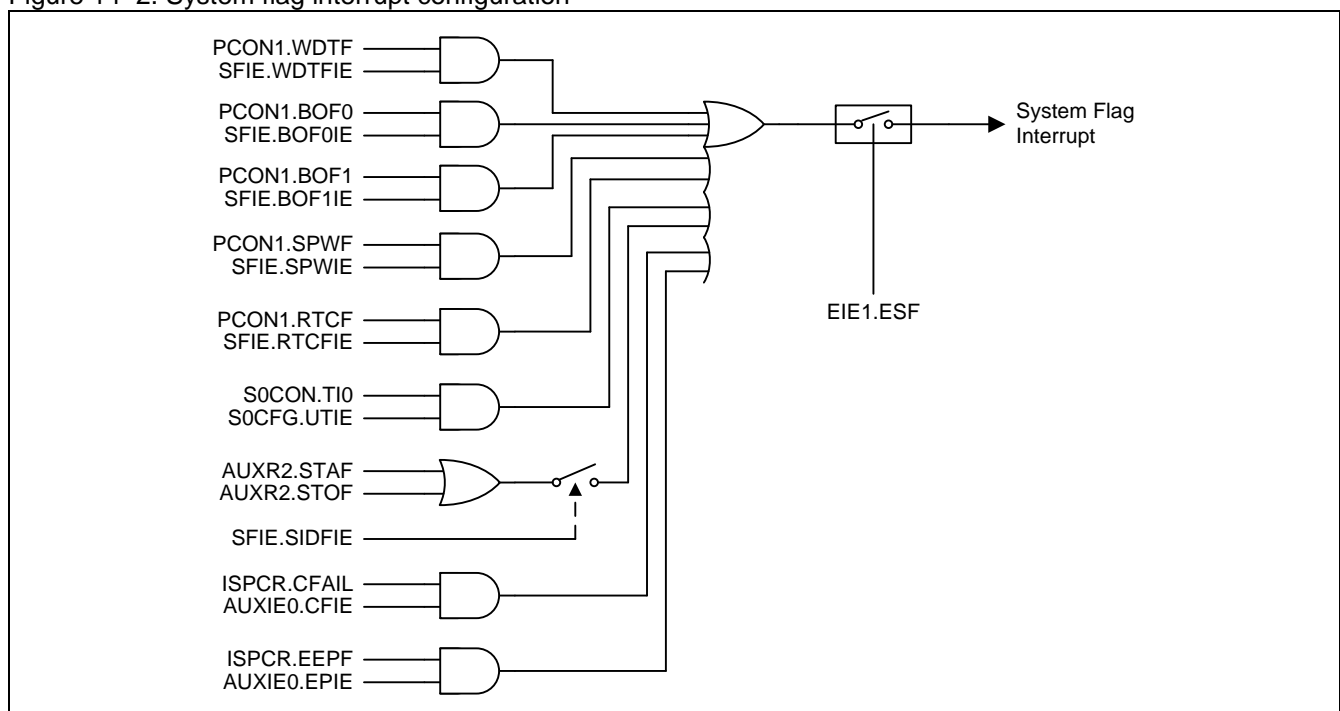 Figure 11-2. System flag interrupt configuration
PCON1.WDTF
SFIE.WDTFIE
PCON1.BOF0
SFIE.BOF0IE
PCON1.BOF1
SFIE.BOF1IE
PCON1.SPWF
SFIE.SPWIE
PCON1.RTCF
SFIE.RTCFIE
S0CON.TI0
S0CFG.UTIE
AUXR2.STAF
AUXR2.STOF
SFIE.SIDFIE
ISPCR.CFAIL
AUXIE0.CFIE
ISPCR.EEPF
AUXIE0.EPIE
System Flag
Interrupt
EIE1.ESF